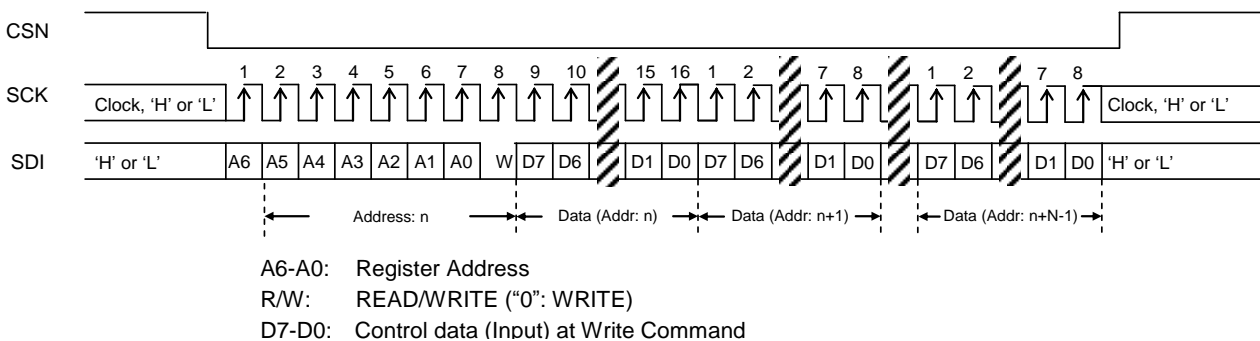 CSN
1 2 3 4 5 6 7 8 9 10 15 16 1 2 7 8 1 2 7 8
SCK Clock, 'H' or 'L' Clock, 'H' or 'L'
SDI 'H' or 'L' A6 A5 A4 A3 A2 A1 A0 W D7 D6 D1 D0 D7 D6 D1 D0 D7 D6 D1 D0 'H' or 'L'
Address: n Data (Addr: n) Data (Addr: n+1) Data (Addr: n+N-1)
A6-A0: Register Address
R/W: READ/WRITE (“0”: WRITE)
D7-D0: Control data (Input) at Write Command